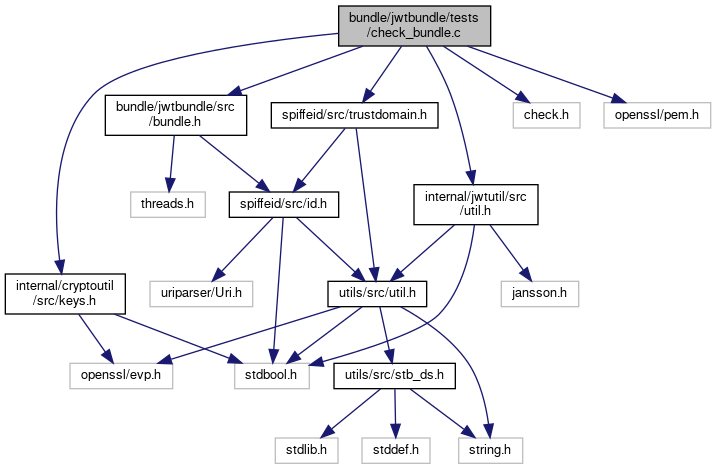 bundle/jwtbundle/tests
/check_bundle.c
bundle/jwtbundle/src
/bundle.h
spiffeid/src/trustdomain.h
check.h
openssl/pem.h
threads.h
spiffeid/src/id.h
internal/jwtutil/src
/util.h
internal/cryptoutil
/src/keys.h
uriparser/Uri.h
utils/src/util.h
jansson.h
openssl/evp.h
stdbool.h
utils/src/stb_ds.h
stdlib.h
stddef.h
string.h